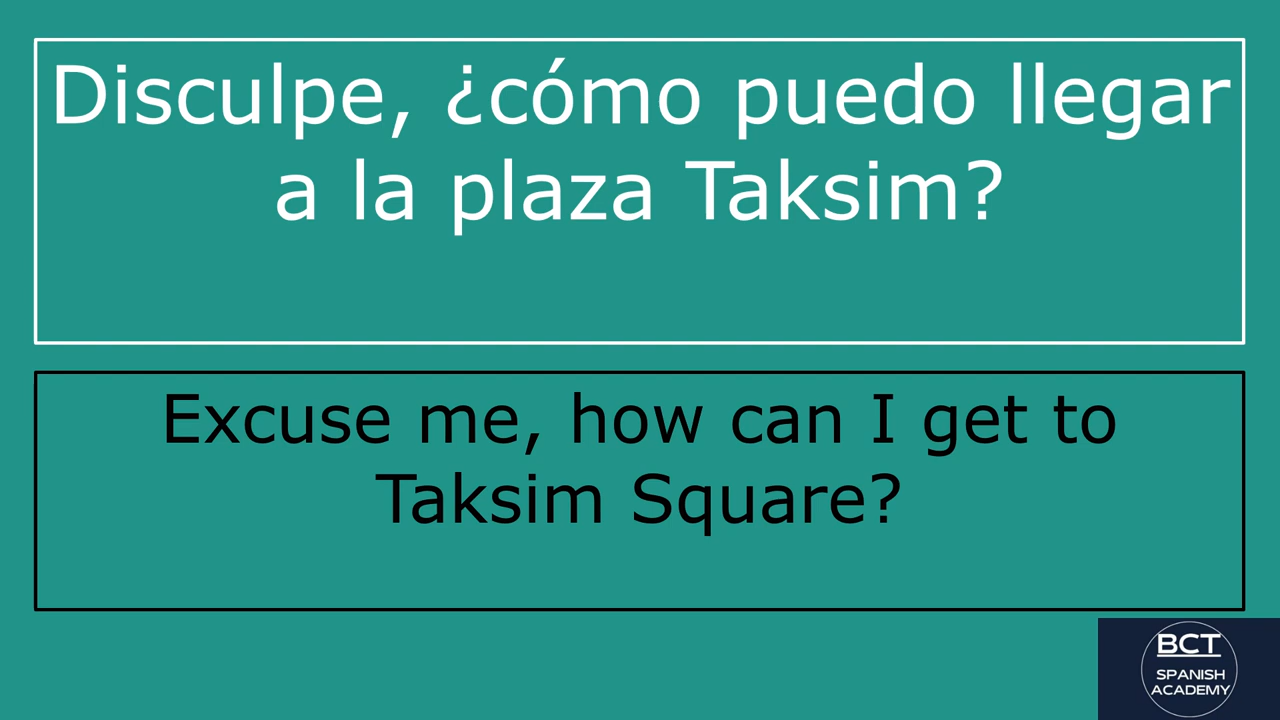 Disculpe, ¿cómo puedo llegar
a la plaza Taksim?
Excuse me, how can I get to
Taksim Square?
BCT
SPANISH
ACADEMY